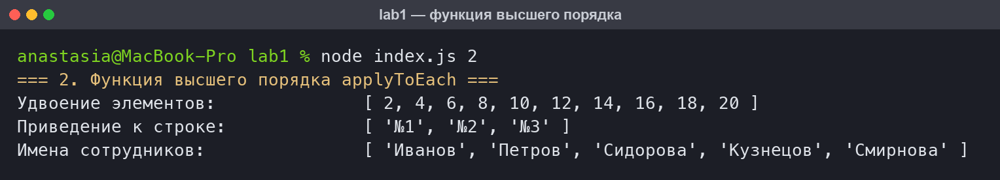 lab1 — функция высшего порядка
anastasia@MacBook-Pro lab1 % node index.js 2
=== 2. Функция высшего порядка applyToEach ===
Удвоение элементов: [ 2, 4, 6, 8, 10, 12, 14, 16, 18, 20 ]
Приведение к строке: [ '№1', '№2', '№3' ]
Имена сотрудников: [ 'Иванов', 'Петров', 'Сидорова', 'Кузнецов', 'Смирнова' ]